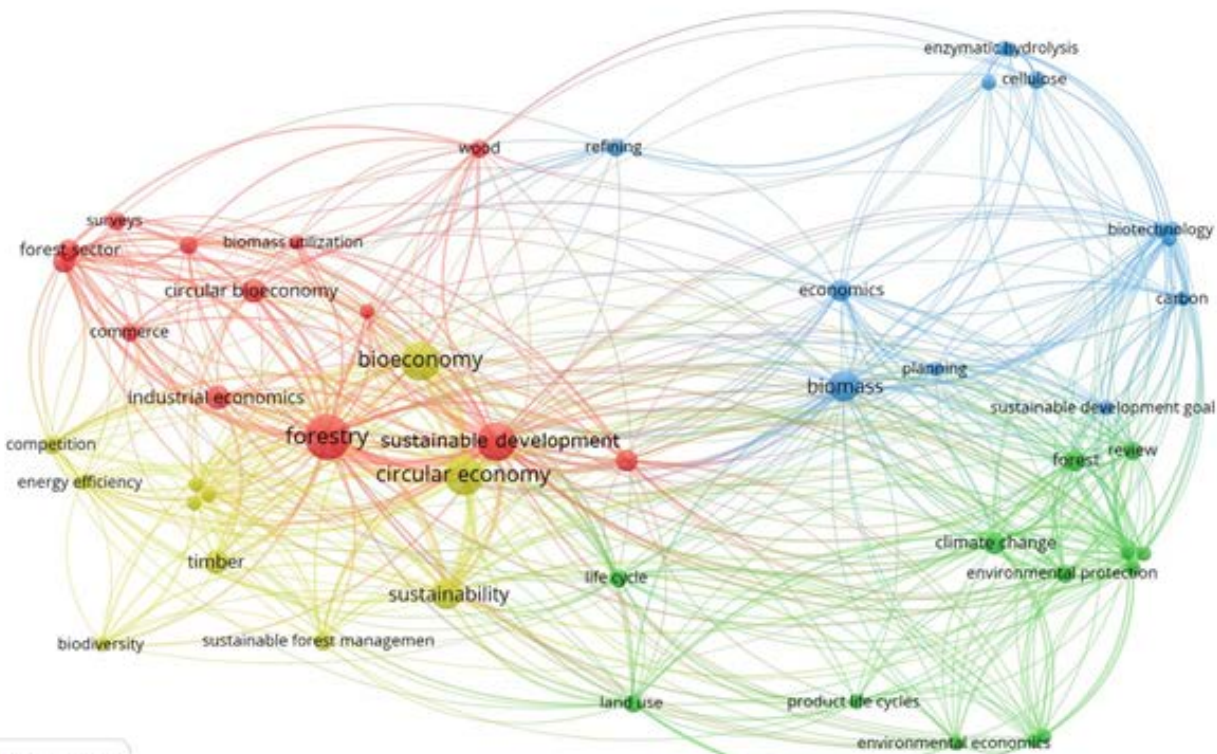 enzymatic hydrolysis
cellulose
wood
refining
surveys
forest sector
biomass utilization
biotechnology
circular bioeconomy
economics
carbon
commerce
bioeconomy
planning
biomass
industrial economics
sustainable development goal
forestry
sustainable development
competition
review
forest
circular economy
energy efficiency
climate change
timber
life cycle
environmental protection
sustainability
biodiversity
sustainable forest managemen
land use
product life cycles
environmental economics